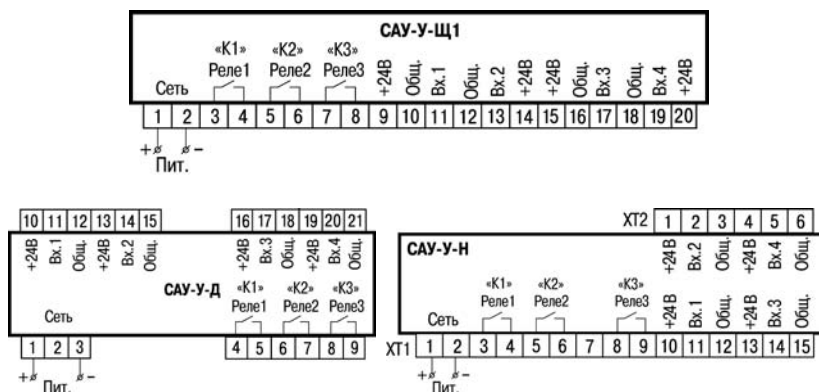 САУ-У-Щ1
«К1» «К2» «К3»
Сеть Реле1 Реле2 Реле3 +24В Общ. Вх.1 Общ. Вх.2 +24В +24В Общ. Вх.3 Общ. Вх.4 +24В
1 2 3 4 5 6 7 8 9 10 11 12 13 14 15 16 17 18 19 20
+ –
Пит.
10 11 12 13 14 15 16 17 18 19 20 21
+24В Вх.1 Общ. +24В Вх.2 Общ. +24В Вх.3 Общ. +24В Вх.4 Общ.
САУ-У-Д
«К1» «К2» «К3»
Сеть Реле1 Реле2 Реле3
1 2 3 4 5 6 7 8 9
+ –
Пит.
ХТ2 1 2 3 4 5 6
САУ-У-Н
+24В Вх.2 Общ. +24В Вх.4 Общ.
«К1» «К2» «К3»
Сеть Реле1 Реле2 Реле3 +24В Вх.1 Общ. +24В Вх.3 Общ.
ХТ1 1 2 3 4 5 6 7 8 9 10 11 12 13 14 15
+ –
Пит.